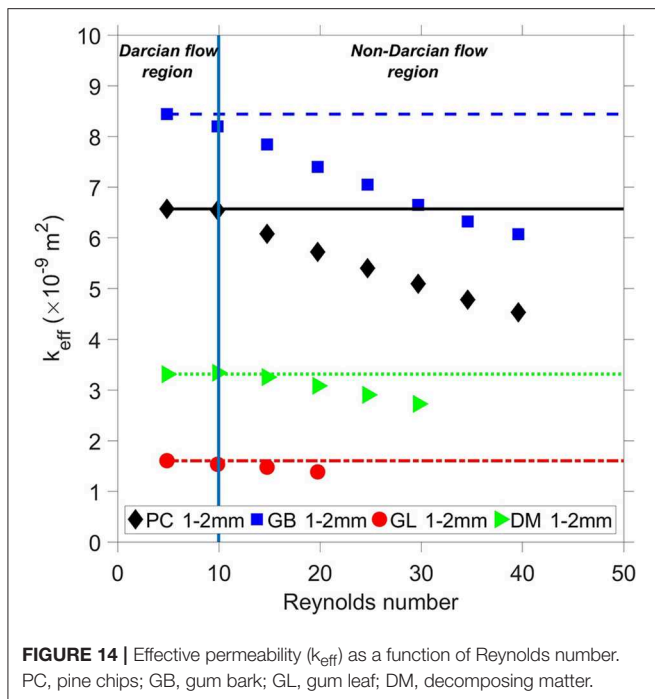 Darcian flow region
Non-Darcian flow region
10
9
8
7
6
5
4
3
2
1
0
k_eff (×10⁻⁹ m²)
PC 1-2mm GB 1-2mm GL 1-2mm DM 1-2mm
0 10 20 30 40 50
Reynolds number
FIGURE 14 | Effective permeability (k_eff) as a function of Reynolds number.
PC, pine chips; GB, gum bark; GL, gum leaf; DM, decomposing matter.